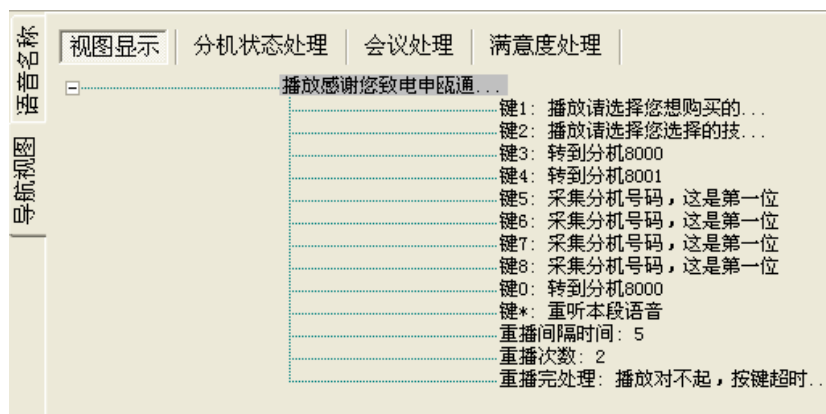 语音名称
导航视图
视图显示 分机状态处理 会议处理 满意度处理
播放感谢您致电申瓯通...
键1: 播放请选择您想购买的...
键2: 播放请选择您选择的技...
键3: 转到分机8000
键4: 转到分机8001
键5: 采集分机号码，这是第一位
键6: 采集分机号码，这是第一位
键7: 采集分机号码，这是第一位
键8: 采集分机号码，这是第一位
键0: 转到分机8000
键*: 重听本段语音
重播间隔时间: 5
重播次数: 2
重播完处理: 播放对不起，按键超时..